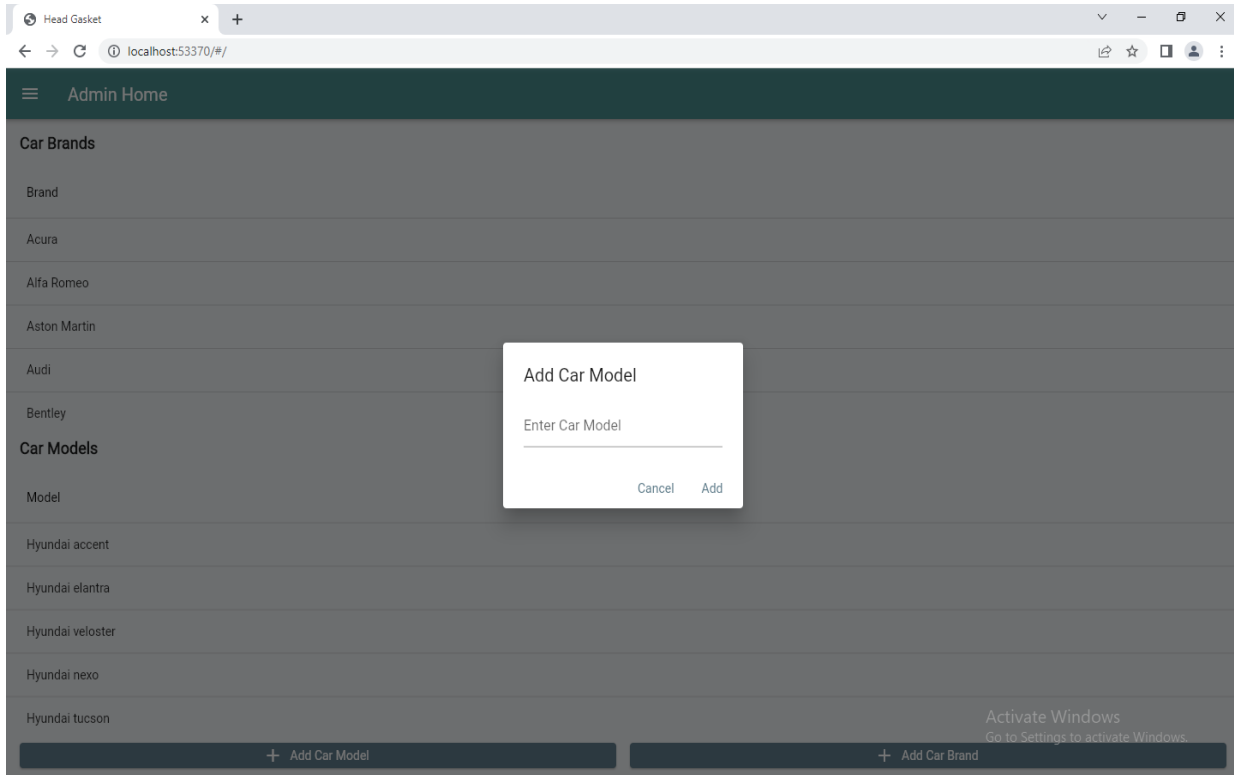 Head Gasket
localhost:53370/#/
Admin Home
Car Brands
Brand
Acura
Alfa Romeo
Aston Martin
Audi
Bentley
Car Models
Model
Hyundai accent
Hyundai elantra
Hyundai veloster
Hyundai nexo
Hyundai tucson
Add Car Model
Enter Car Model
Cancel Add
Activate Windows
Go to Settings to activate Windows.
+ Add Car Model
+ Add Car Brand